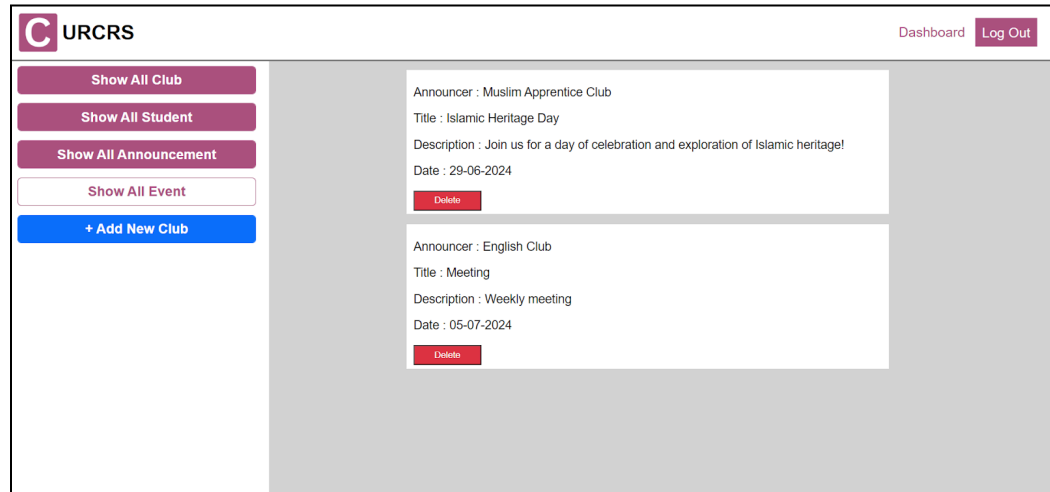 C URCRS
Dashboard
Log Out
Show All Club
Show All Student
Show All Announcement
Show All Event
+ Add New Club
Announcer : Muslim Apprentice Club
Title : Islamic Heritage Day
Description : Join us for a day of celebration and exploration of Islamic heritage!
Date : 29-06-2024
Delete
Announcer : English Club
Title : Meeting
Description : Weekly meeting
Date : 05-07-2024
Delete